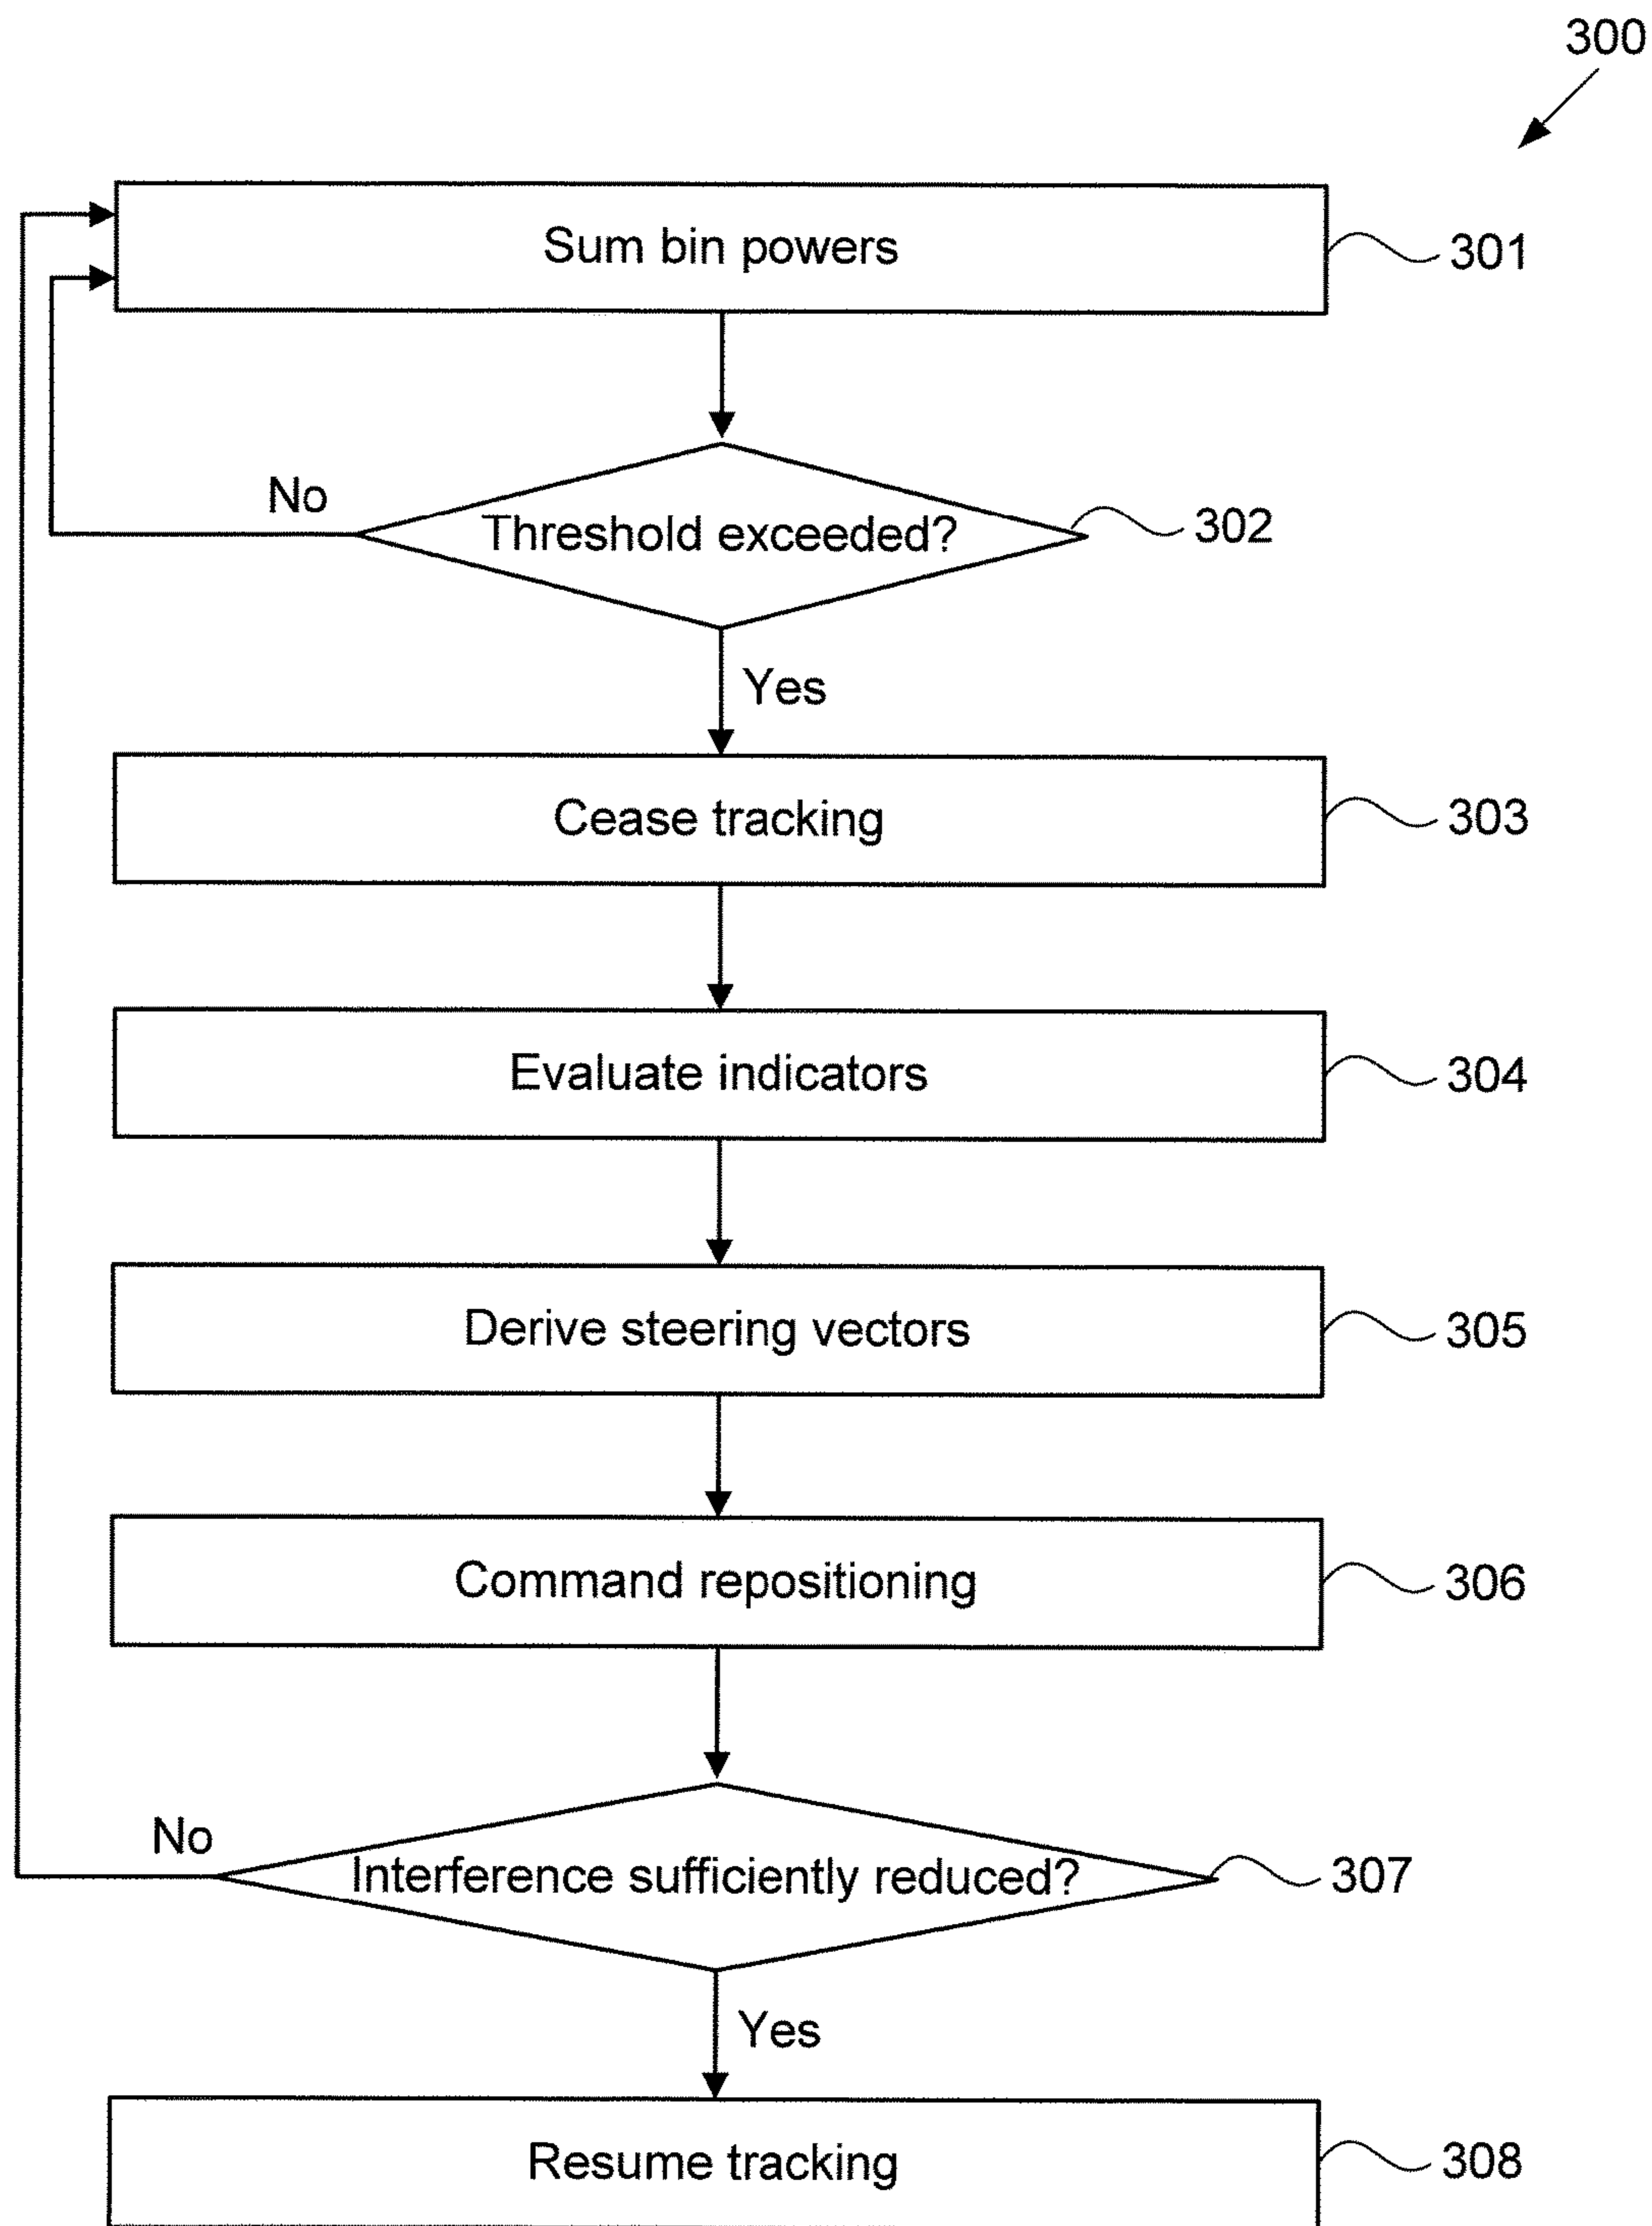 300
Sum bin powers
301
No
Threshold exceeded?
302
Yes
Cease tracking
303
Evaluate indicators
304
Derive steering vectors
305
Command repositioning
306
No
Interference sufficiently reduced?
307
Yes
Resume tracking
308